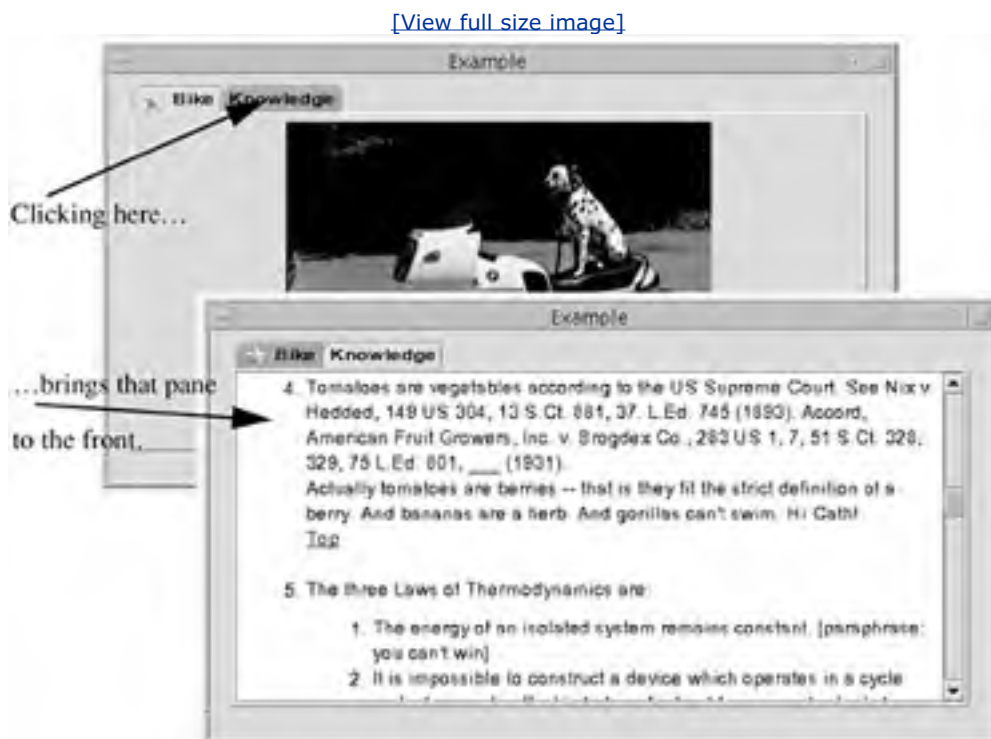 [View full size image]
Example
Bike Knowledge
Clicking here...
Example
Bike Knowledge
...brings that pane
to the front.
4. Tomatoes are vegetables according to the US Supreme Court. See Nix v
Hedded, 149 US 304, 13 S.Ct. 881, 37. L.Ed. 745 (1893). Accord,
American Fruit Growers, Inc. v. Brogdex Co., 283 US 1, 7, 51 S.Ct. 328,
329, 75 L.Ed. 801, ___ (1931).
Actually tomatoes are berries -- that is they fit the strict definition of a
berry. And bananas are a herb. And gorillas can't swim. Hi Cath!
Top
5. The three Laws of Thermodynamics are:
1. The energy of an isolated system remains constant. [paraphrase:
you can't win]
2. It is impossible to construct a device which operates in a cycle